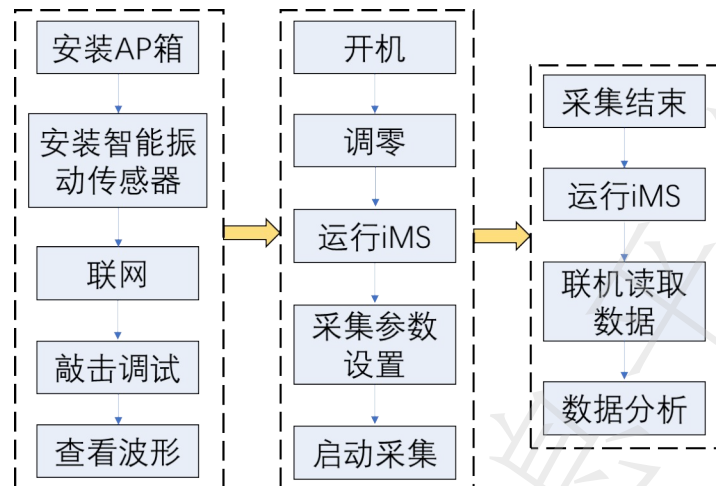 安装AP箱
安装智能振
动传感器
联网
敲击调试
查看波形
开机
调零
运行iMS
采集参数
设置
启动采集
采集结束
运行iMS
联机读取
数据
数据分析